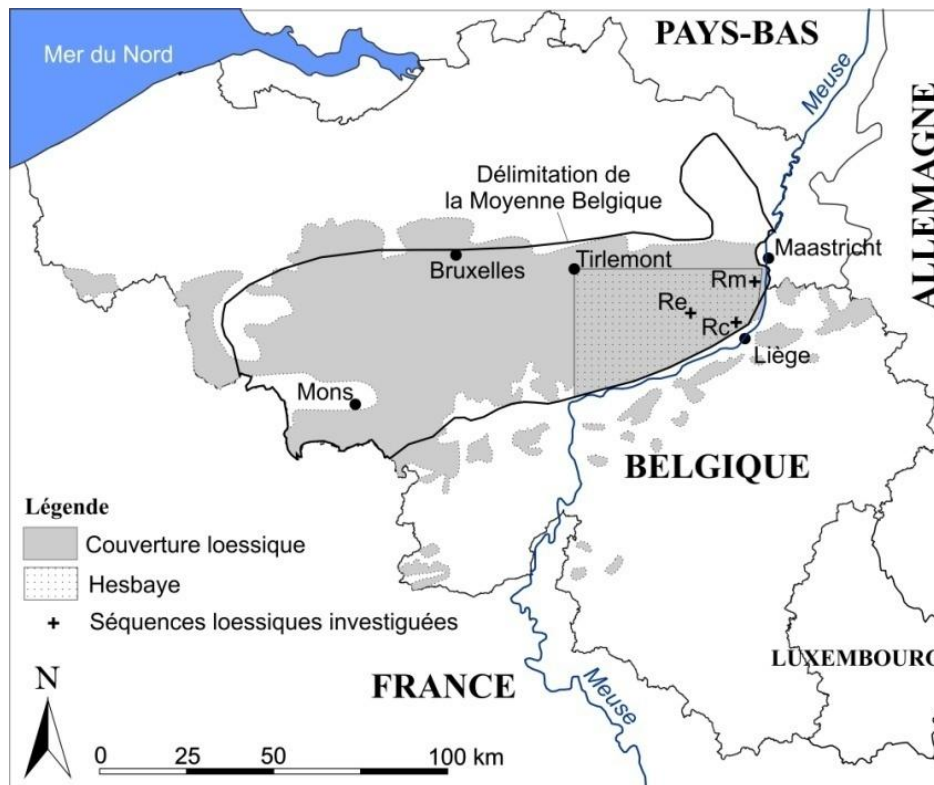 PAYS-BAS
Mer du Nord
Meuse
ALLEMAGNE
Délimitation de
la Moyenne Belgique
Maastricht
Bruxelles
Tirlemont
Rm
Re
Rc
Liège
Mons
BELGIQUE
Légende
Couverture loessique
Hesbaye
Séquences loessiques investiguées
LUXEMBOURG
N
FRANCE
Meuse
0 25 50 100 km